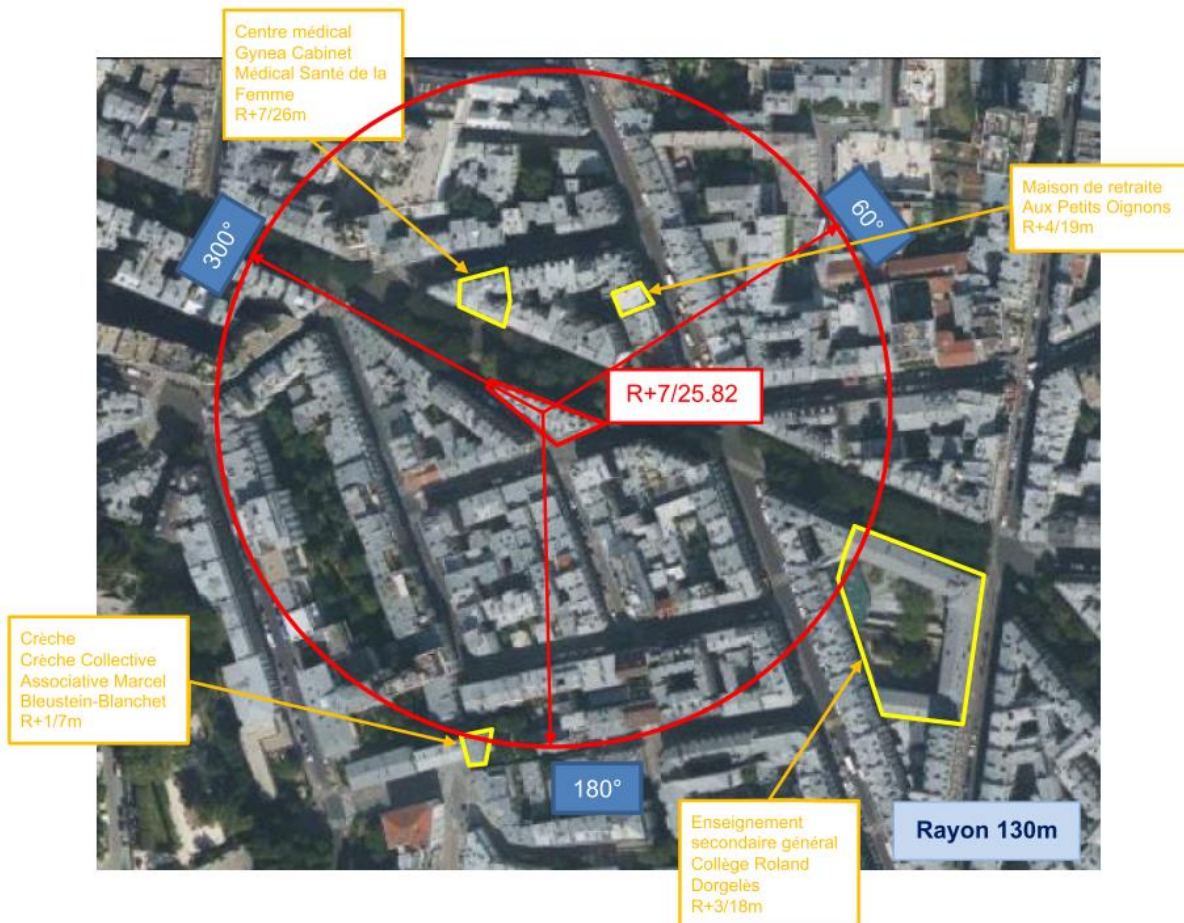 Centre médical
Gynea Cabinet
Médical Santé de la
Femme
R+7/26m
Maison de retraite
Aux Petits Oignons
R+4/19m
300°
60°
R+7/25.82
Crèche
Crèche Collective
Associative Marcel
Bleustein-Blanchet
R+1/7m
180°
Enseignement
secondaire général
Collège Roland
Dorgelès
R+3/18m
Rayon 130m